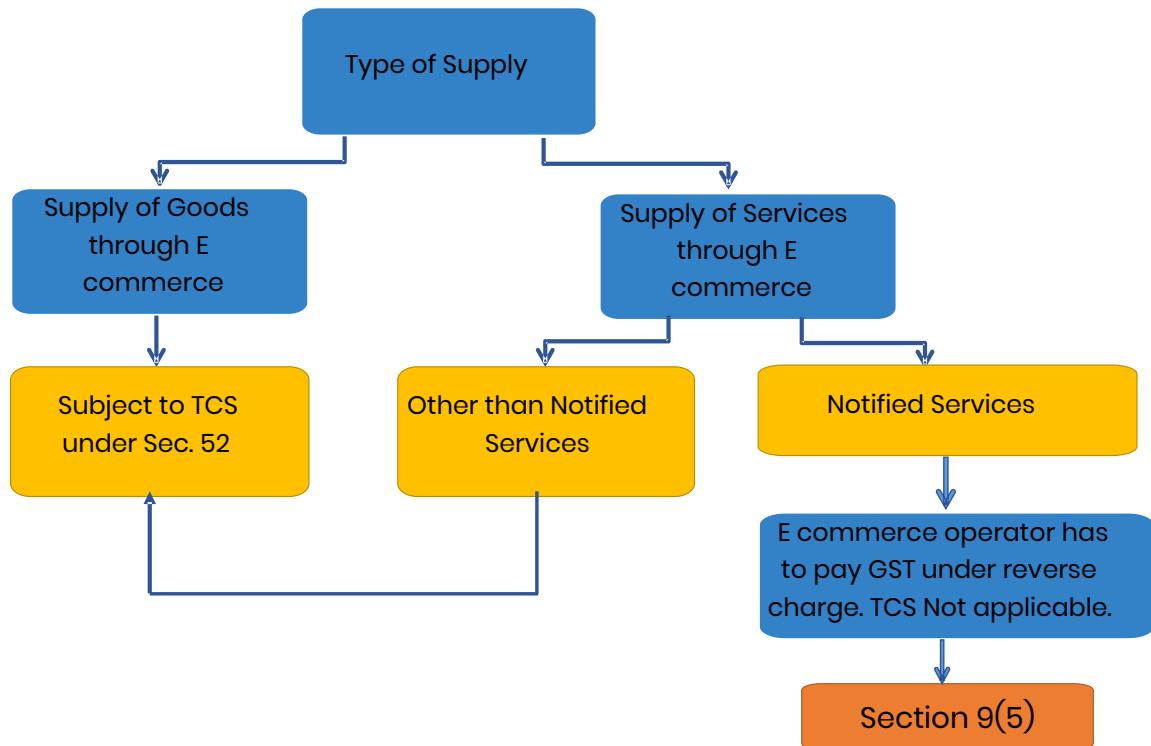 Type of Supply
Supply of Goods
through E
commerce
Supply of Services
through E
commerce
Subject to TCS
under Sec. 52
Other than Notified
Services
Notified Services
E commerce operator has
to pay GST under reverse
charge. TCS Not applicable.
Section 9(5)